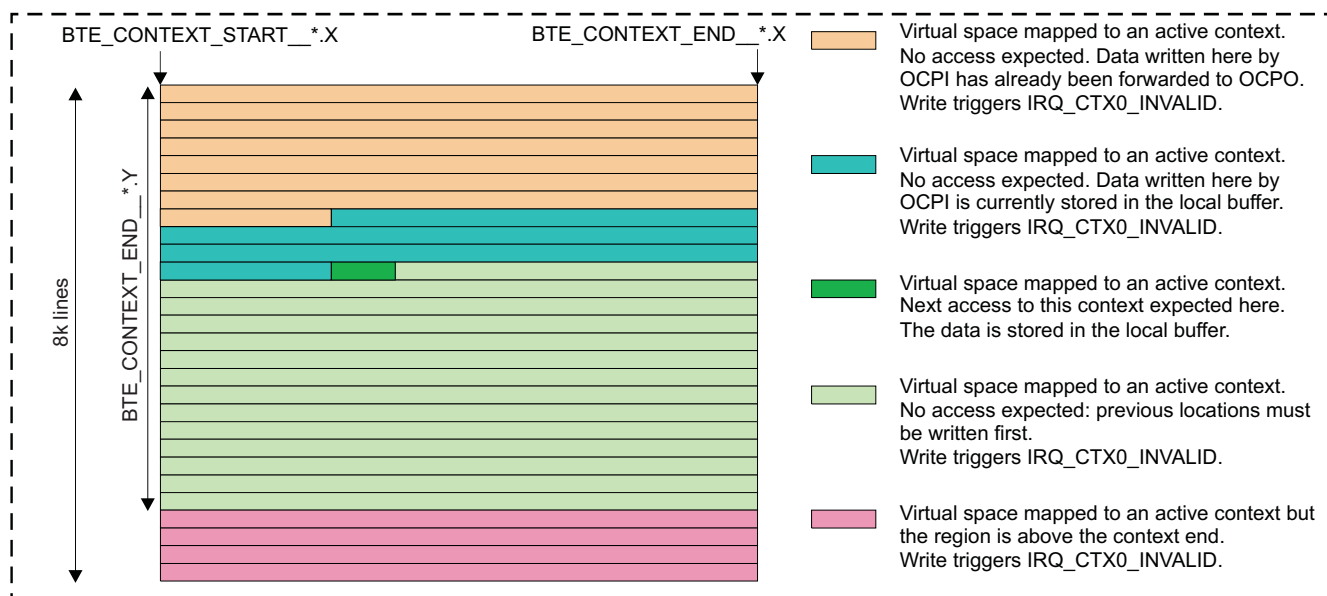 BTE_CONTEXT_START__*.X
BTE_CONTEXT_END__*.X
8k lines
BTE_CONTEXT_END__*.Y
Virtual space mapped to an active context.
No access expected. Data written here by
OCPI has already been forwarded to OCPO.
Write triggers IRQ_CTX0_INVALID.
Virtual space mapped to an active context.
No access expected. Data written here by
OCPI is currently stored in the local buffer.
Write triggers IRQ_CTX0_INVALID.
Virtual space mapped to an active context.
Next access to this context expected here.
The data is stored in the local buffer.
Virtual space mapped to an active context.
No access expected: previous locations must
be written first.
Write triggers IRQ_CTX0_INVALID.
Virtual space mapped to an active context but
the region is above the context end.
Write triggers IRQ_CTX0_INVALID.